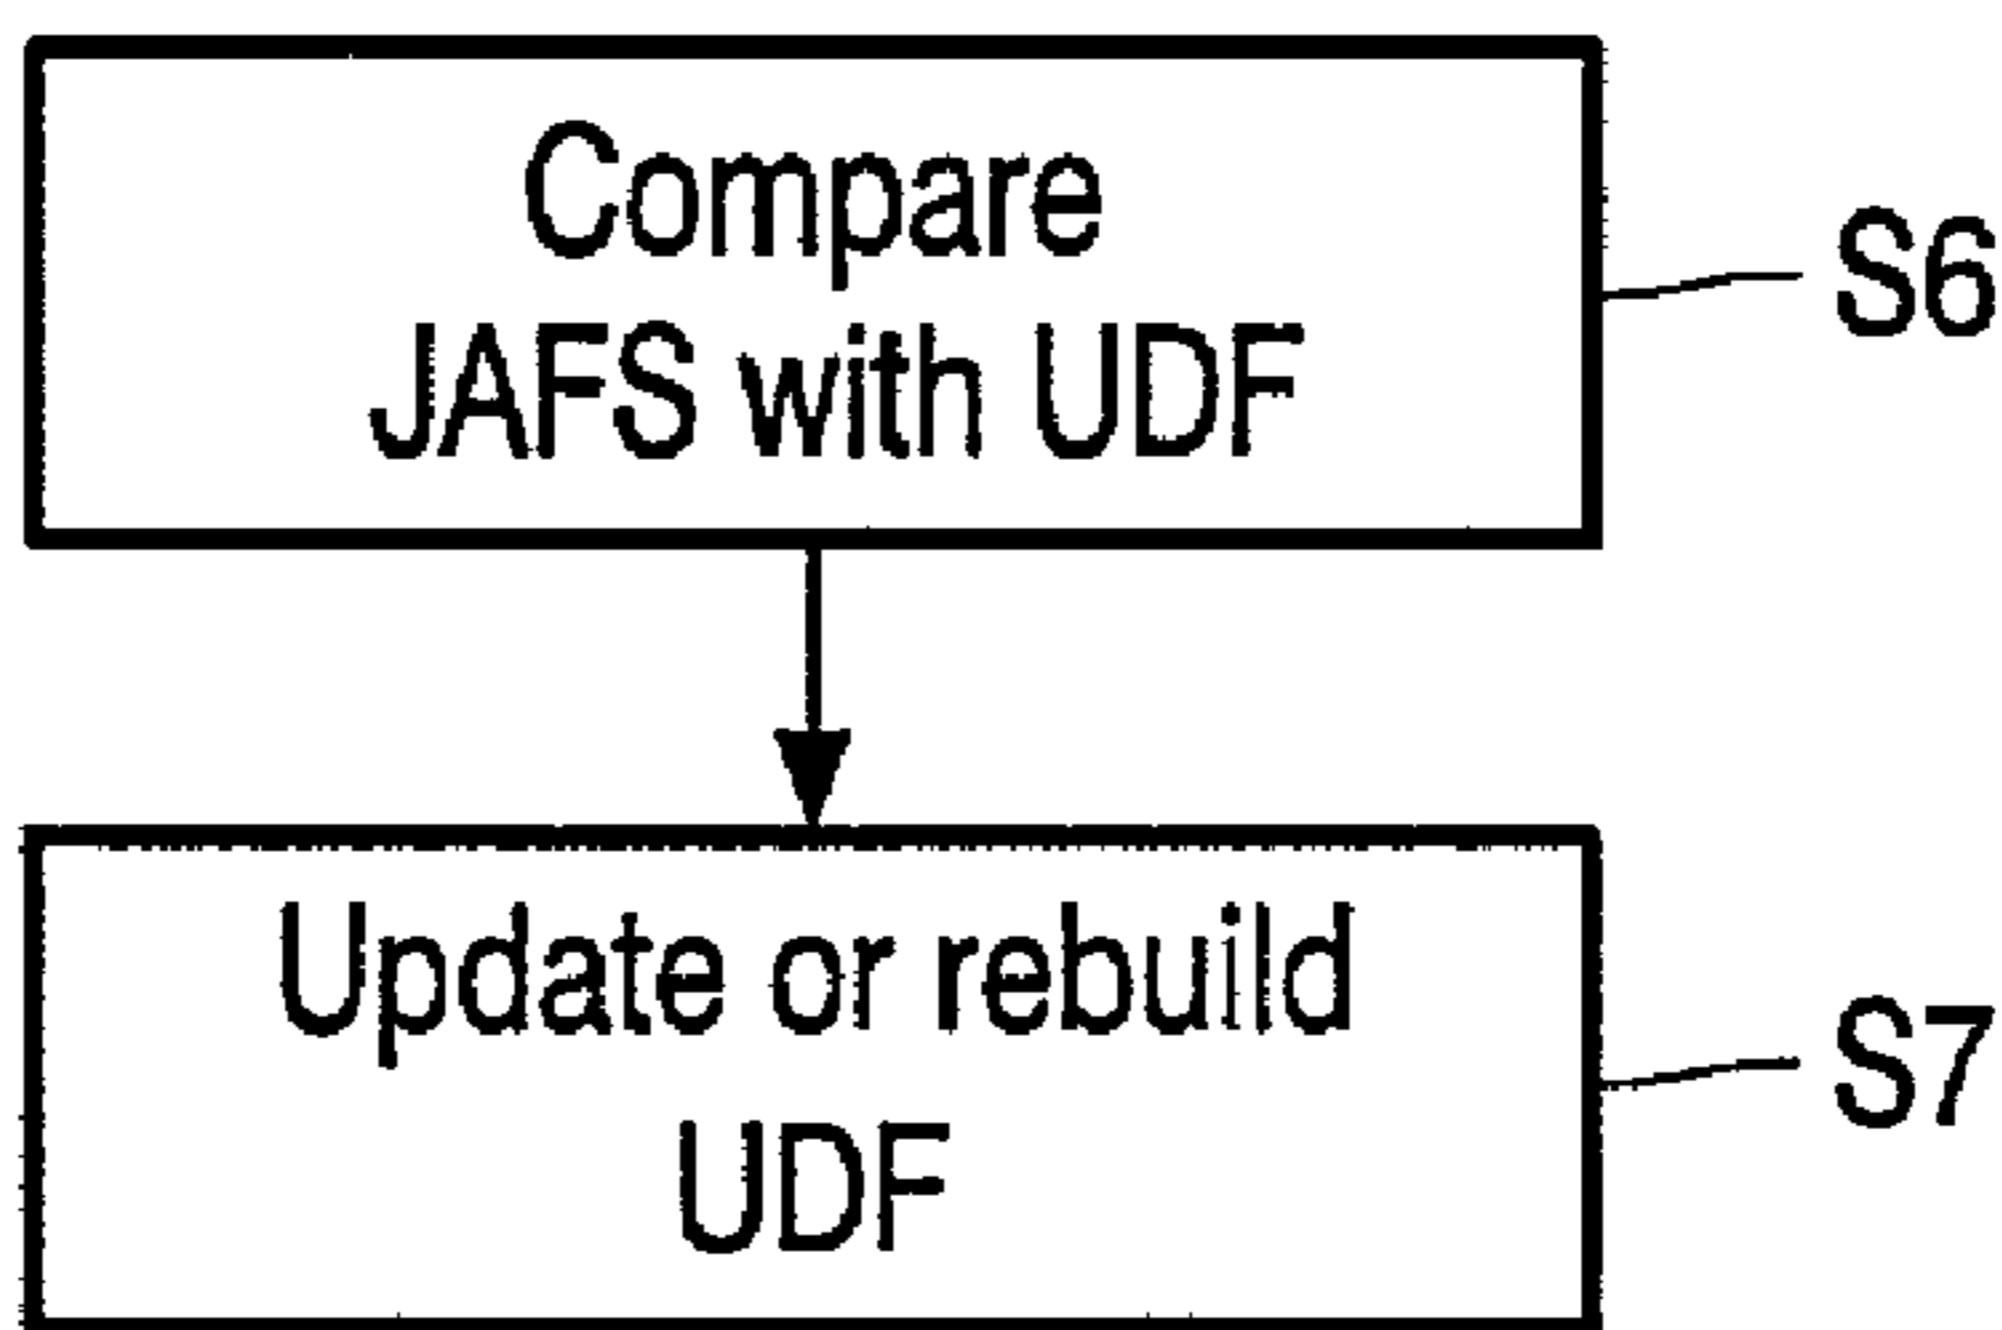 Compare
JAFS with UDF
S6
Update or rebuild
UDF
S7